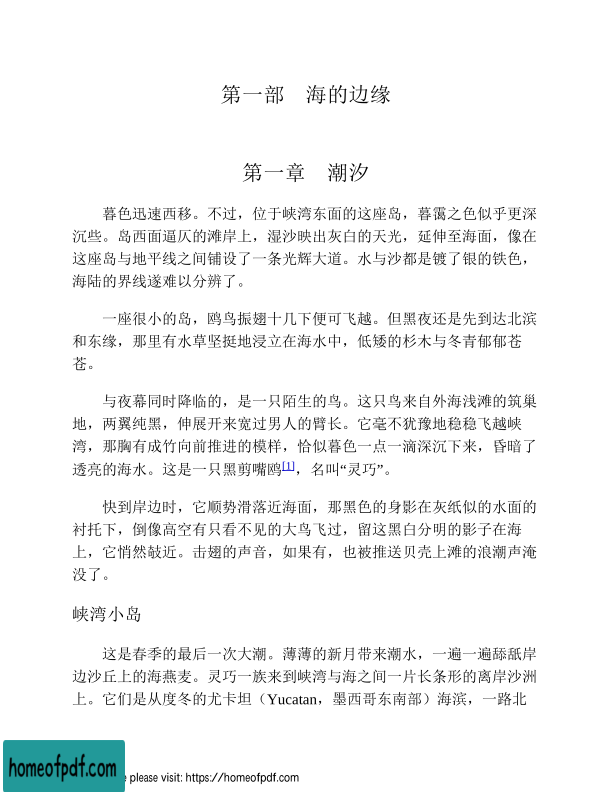 第一部　海的边缘
第一章　潮汐
暮色迅速西移。不过，位于峡湾东面的这座岛，暮霭之色似乎更深
沉些。岛西面逼仄的滩岸上，湿沙映出灰白的天光，延伸至海面，像在
这座岛与地平线之间铺设了一条光辉大道。水与沙都是镀了银的铁色，
海陆的界线遂难以分辨了。
一座很小的岛，鸥鸟振翅十几下便可飞越。但黑夜还是先到达北滨
和东缘，那里有水草坚挺地浸立在海水中，低矮的杉木与冬青郁郁苍
苍。
与夜幕同时降临的，是一只陌生的鸟。这只鸟来自外海浅滩的筑巢
地，两翼纯黑，伸展开来宽过男人的臂长。它毫不犹豫地稳稳飞越峡
湾，那胸有成竹向前推进的模样，恰似暮色一点一滴深沉下来，昏暗了
透亮的海水。这是一只黑剪嘴鸥[1]，名叫“灵巧”。
快到岸边时，它顺势滑落近海面，那黑色的身影在灰纸似的水面的
衬托下，倒像高空有只看不见的大鸟飞过，留这黑白分明的影子在海
上，它悄然敲近。击翅的声音，如果有，也被推送贝壳上滩的浪潮声淹
没了。
峡湾小岛
这是春季的最后一次大潮。薄薄的新月带来潮水，一遍一遍舔舐岸
边沙丘上的海燕麦。灵巧一族来到峡湾与海之间一片长条形的离岸沙洲
上。它们是从度冬的尤卡坦（Yucatan，墨西哥东南部）海滨，一路北
homeofpdf.com
please visit: https://homeofpdf.com